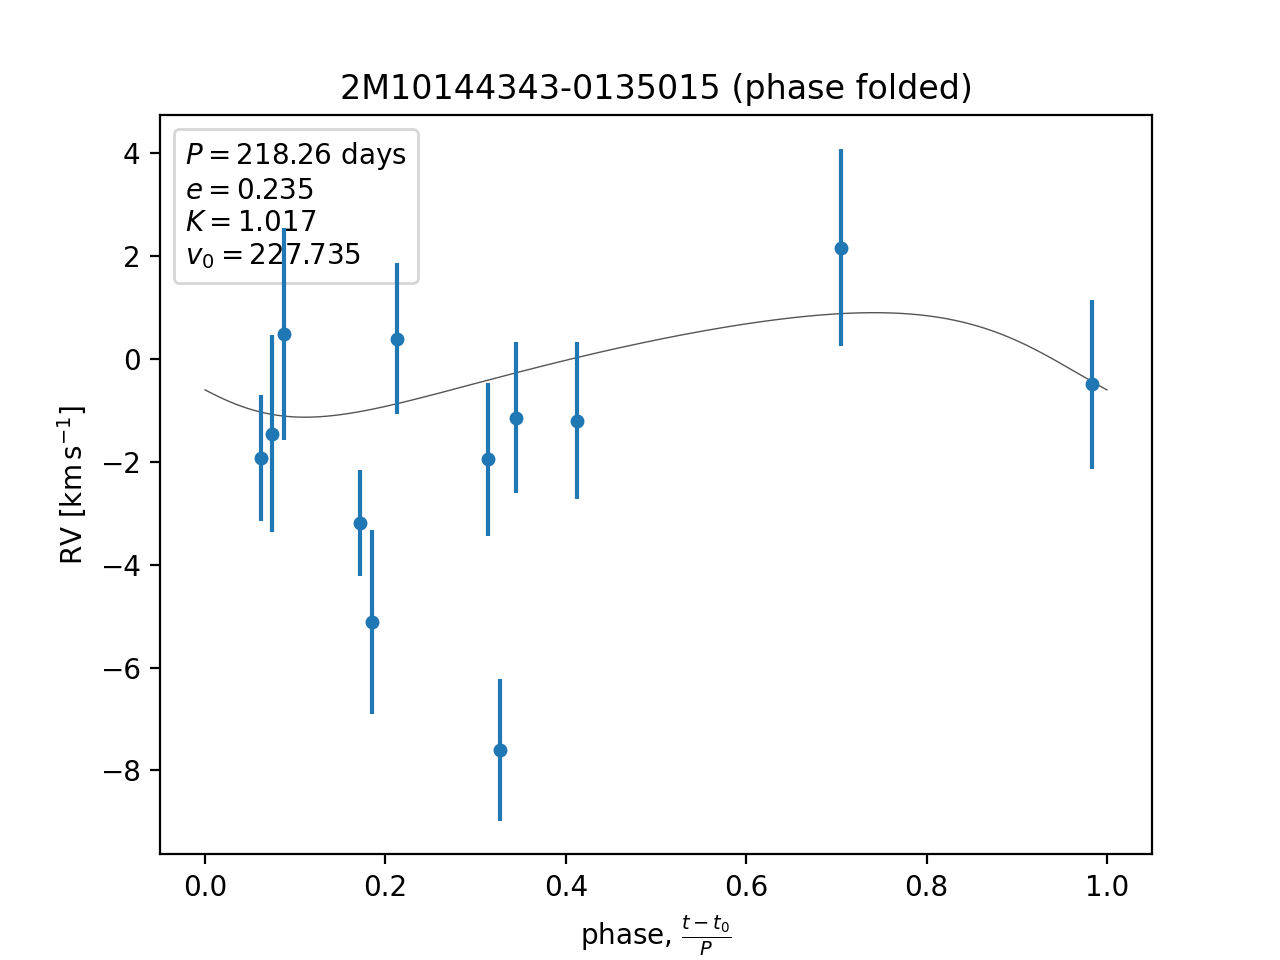 2M10144343-0135015 (phase folded)
P = 218.26 days
e = 0.235
K = 1.017
v₀ = 227.735
4
2
0
−2
−4
−6
−8
RV [km s⁻¹]
0.0 0.2 0.4 0.6 0.8 1.0
phase, (t − t₀)/P